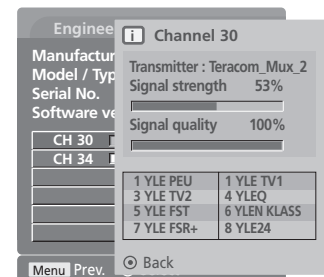 Enginee
Manufactur
Model / Typ
Serial No.
Software ve
CH 30
CH 34
Menu Prev.
i Channel 30
Transmitter : Teracom_Mux_2
Signal strength 53%
Signal quality 100%
1 YLE PEU 1 YLE TV1
3 YLE TV2 4 YLEQ
5 YLE FST 6 YLEN KLASS
7 YLE FSR+ 8 YLE24
Back